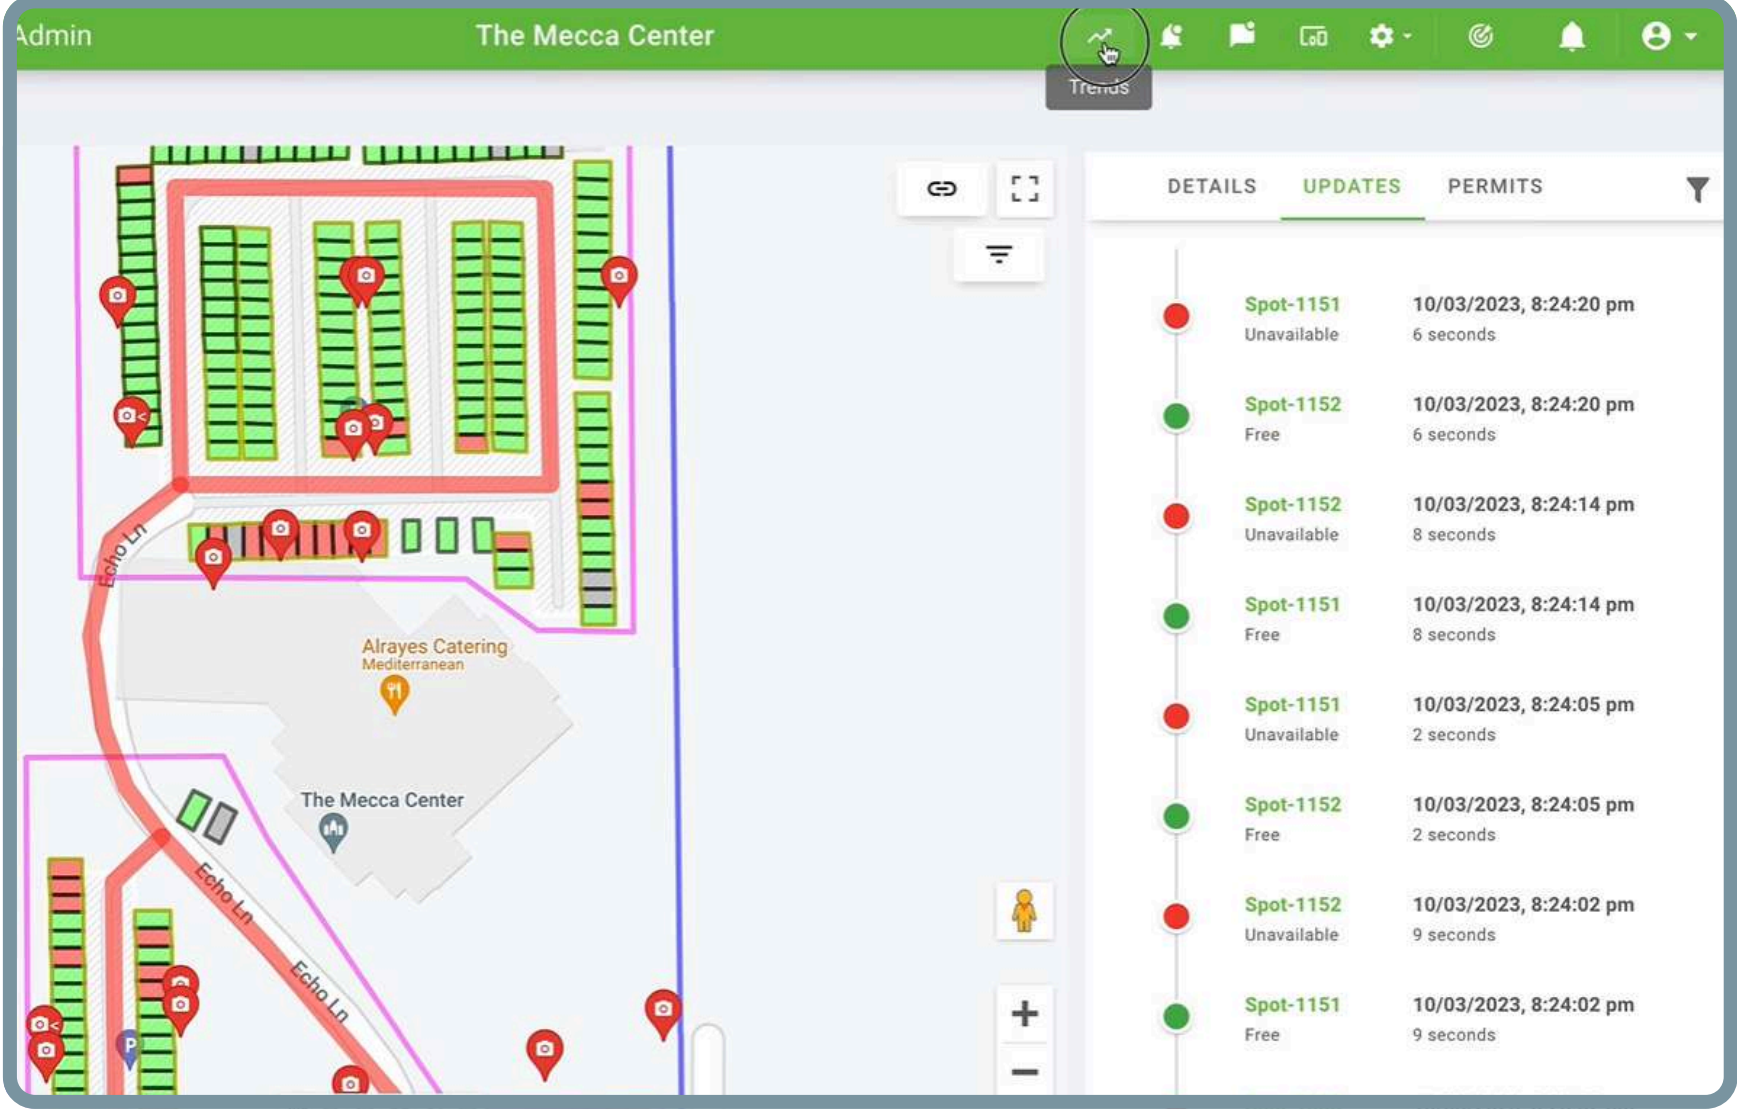 Admin
The Mecca Center
Trends
DETAILS
UPDATES
PERMITS
Spot-1151
10/03/2023, 8:24:20 pm
Unavailable
6 seconds
Spot-1152
10/03/2023, 8:24:20 pm
Free
6 seconds
Spot-1152
10/03/2023, 8:24:14 pm
Unavailable
8 seconds
Spot-1151
10/03/2023, 8:24:14 pm
Free
8 seconds
Spot-1151
10/03/2023, 8:24:05 pm
Unavailable
2 seconds
Spot-1152
10/03/2023, 8:24:05 pm
Free
2 seconds
Spot-1152
10/03/2023, 8:24:02 pm
Unavailable
9 seconds
Spot-1151
10/03/2023, 8:24:02 pm
Free
9 seconds
Echo Ln
Alrayes Catering
Mediterranean
The Mecca Center
Echo Ln
Echo Ln
P